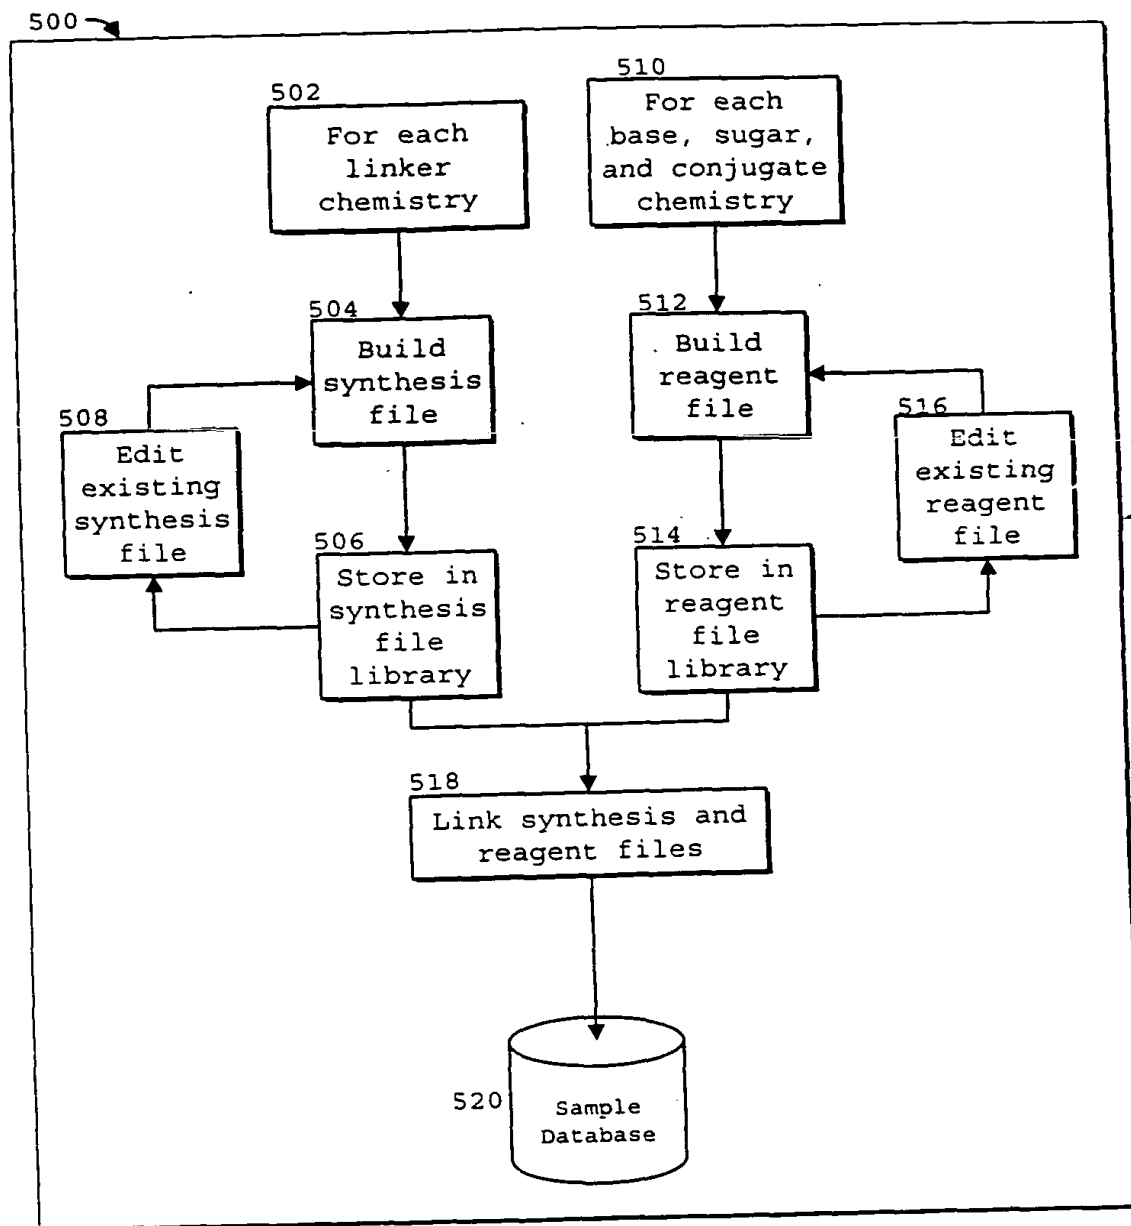 500
502
For each
linker
chemistry
510
For each
base, sugar,
and conjugate
chemistry
504
Build
synthesis
file
512
Build
reagent
file
508
Edit
existing
synthesis
file
516
Edit
existing
reagent
file
506
Store in
synthesis
file
library
514
Store in
reagent
file
library
518
Link synthesis and
reagent files
520
Sample
Database